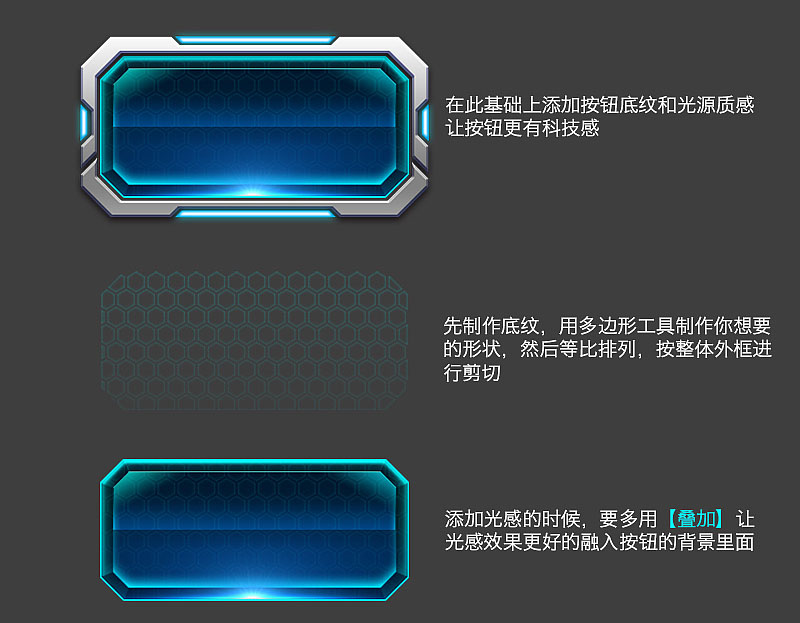 在此基础上添加按钮底纹和光源质感
让按钮更有科技感
先制作底纹，用多边形工具制作你想要
的形状，然后等比排列，按整体外框进
行剪切
添加光感的时候，要多用【叠加】让
光感效果更好的融入按钮的背景里面